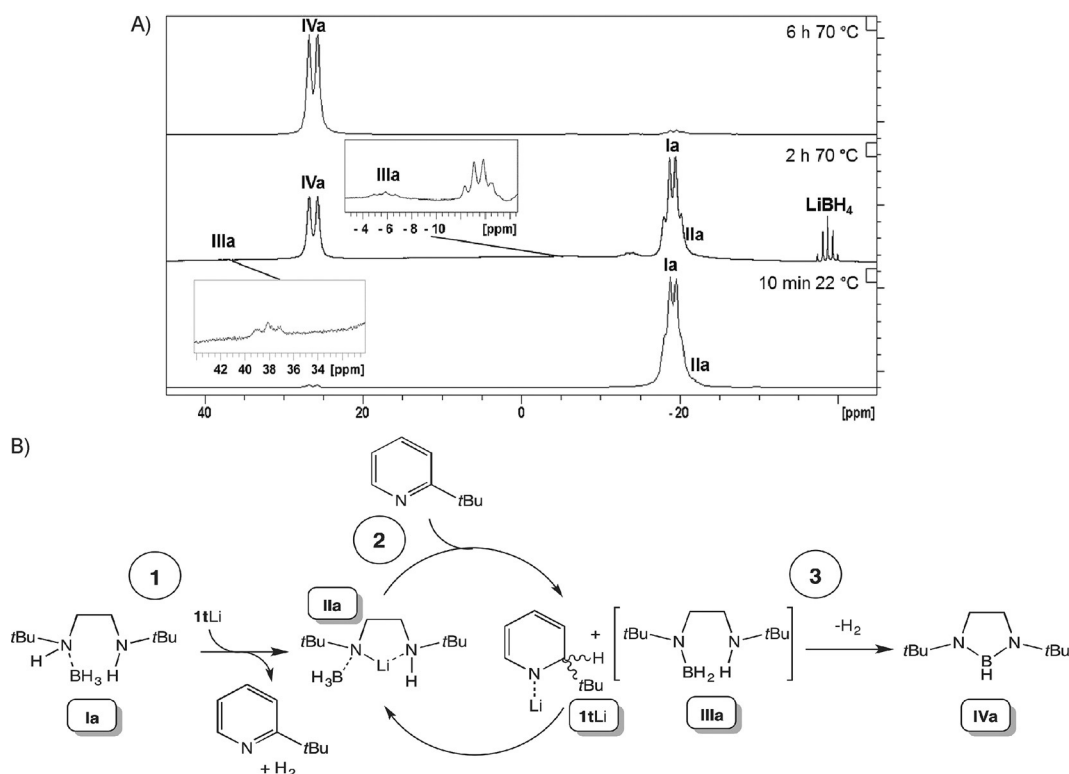 A)
IVa
6 h 70 °C
IVa
IIIa
- 4 - 6 - 8 - 10 [ppm]
Ia
2 h 70 °C
IIa
LiBH4
IIIa
42 40 38 36 34 [ppm]
Ia
10 min 22 °C
IIa
40 20 0 -20 [ppm]
B)
N
tBu
2
1
3
tBu
N
H
BH3
N
H
tBu
1tLi
IIa
tBu
N
Li
N
H
tBu
H3B
N
Li
H
tBu
+
tBu
N
BH2
N
H
tBu
-H2
tBu
N
B
H
N
tBu
Ia
1tLi
IIIa
IVa
N
tBu
+ H2